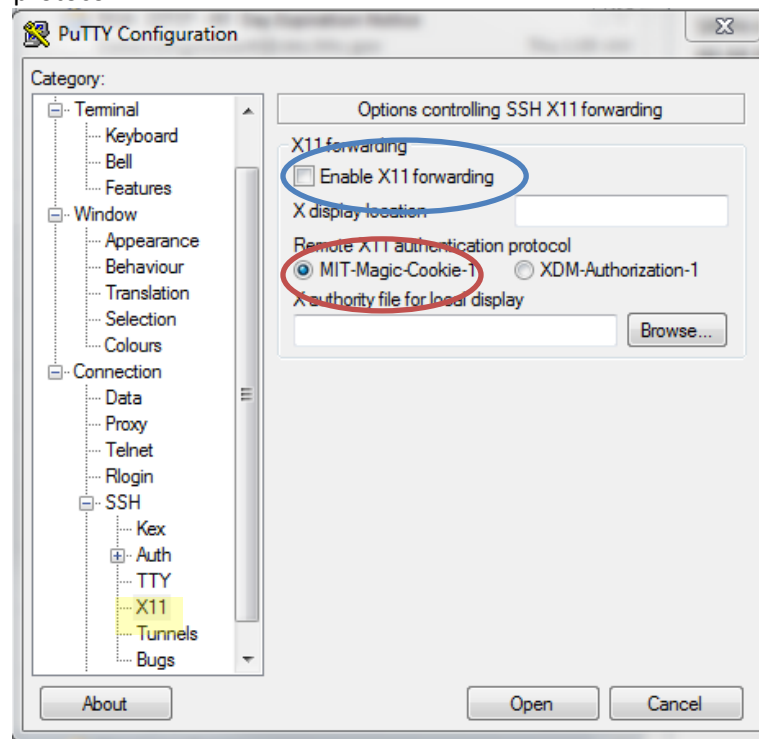 PuTTY Configuration
Category:
Terminal
Keyboard
Bell
Features
Window
Appearance
Behaviour
Translation
Selection
Colours
Connection
Data
Proxy
Telnet
Rlogin
SSH
Kex
Auth
TTY
X11
Tunnels
Bugs
Options controlling SSH X11 forwarding
X11 forwarding
Enable X11 forwarding
X display location
Remote X11 authentication protocol
MIT-Magic-Cookie-1 XDM-Authorization-1
X authority file for local display
Browse...
About Open Cancel